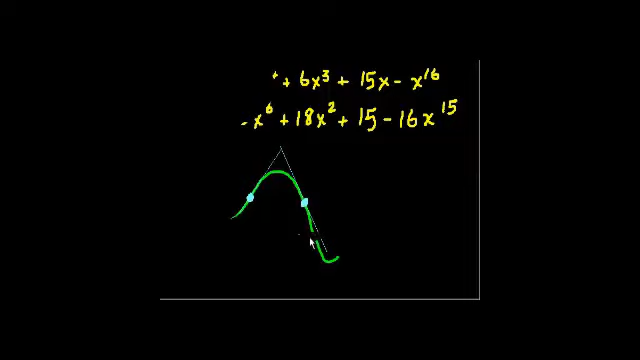 + 6x³ + 15x - x¹⁶
x⁶ + 18x² + 15 - 16x¹⁵